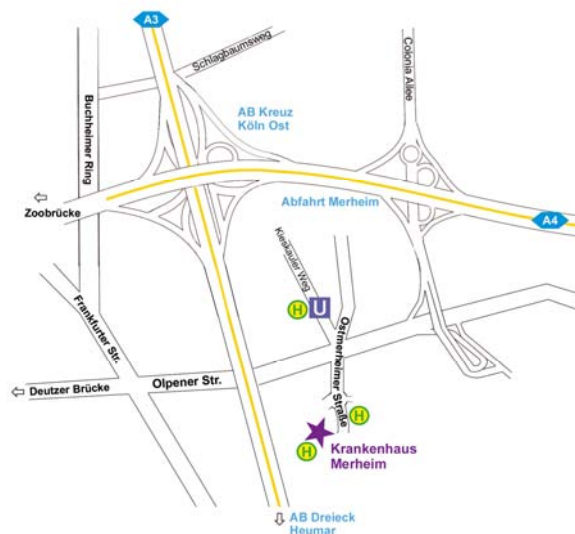 A3
Schlagbaumsweg
Colonia Allee
Buchheimer Ring
AB Kreuz
Köln Ost
Zoobrücke
Abfahrt Merheim
A4
Kieskauler Weg
H
U
Frankfurter Str.
Ostmerheimer
Straße
Olpener Str.
Deutzer Brücke
H
H
Krankenhaus
Merheim
AB Dreieck
Heumar